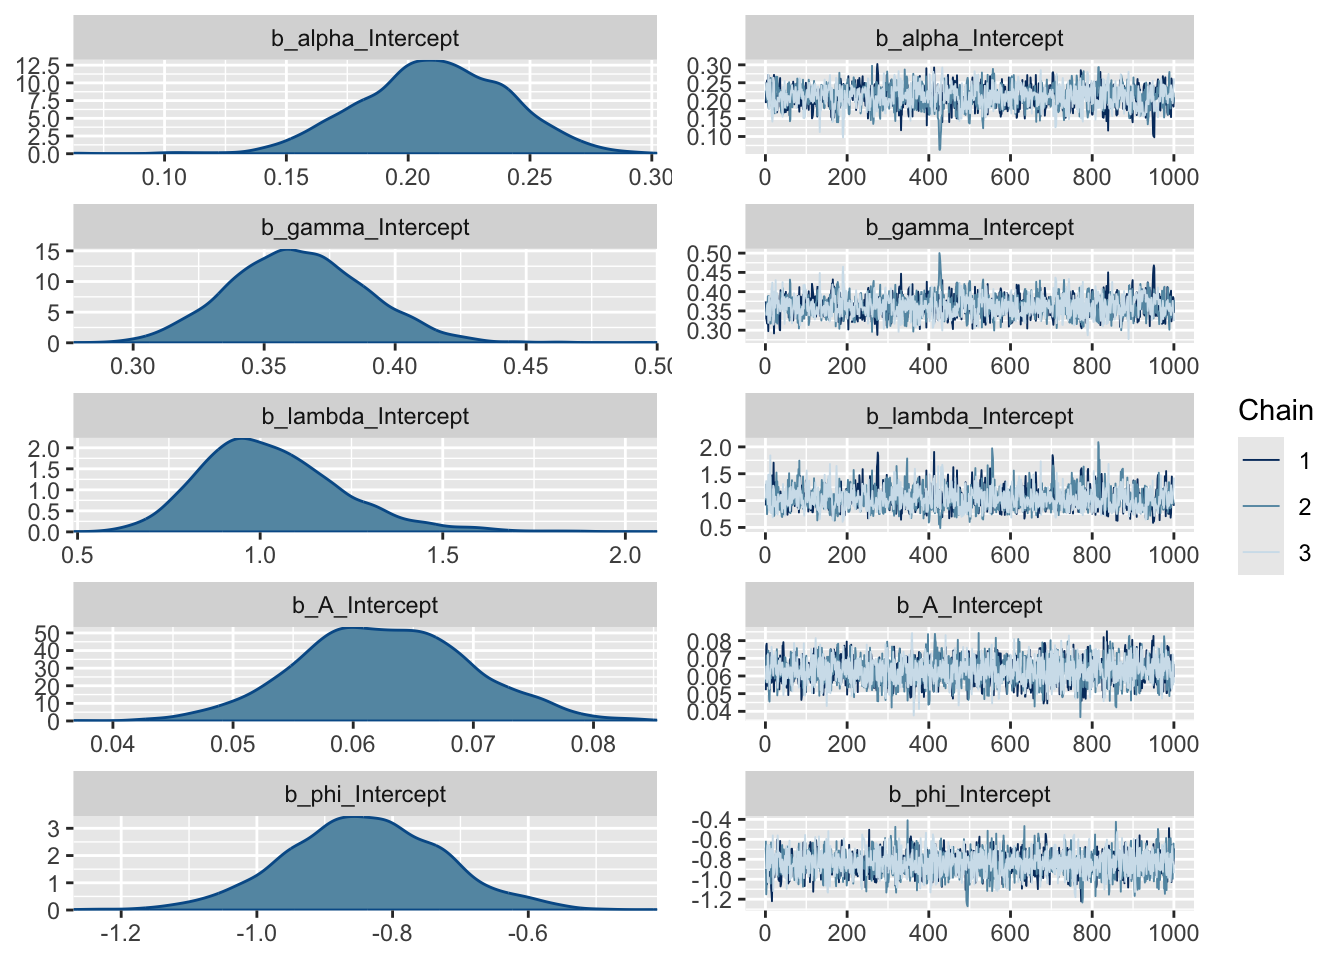 b_alpha_Intercept
12.5
10.0
7.5
5.0
2.5
0.0
0.10 0.15 0.20 0.25 0.30
b_alpha_Intercept
0.30
0.25
0.20
0.15
0.10
0 200 400 600 800 1000
b_gamma_Intercept
15
10
5
0
0.30 0.35 0.40 0.45 0.50
b_gamma_Intercept
0.50
0.45
0.40
0.35
0.30
0 200 400 600 800 1000
b_lambda_Intercept
2.0
1.5
1.0
0.5
0.0
0.5 1.0 1.5 2.0
b_lambda_Intercept
2.0
1.5
1.0
0.5
0 200 400 600 800 1000
b_A_Intercept
50
40
30
20
10
0
0.04 0.05 0.06 0.07 0.08
b_A_Intercept
0.08
0.07
0.06
0.05
0.04
0 200 400 600 800 1000
b_phi_Intercept
3
2
1
0
-1.2 -1.0 -0.8 -0.6
b_phi_Intercept
-0.4
-0.6
-0.8
-1.0
-1.2
0 200 400 600 800 1000
Chain
1
2
3